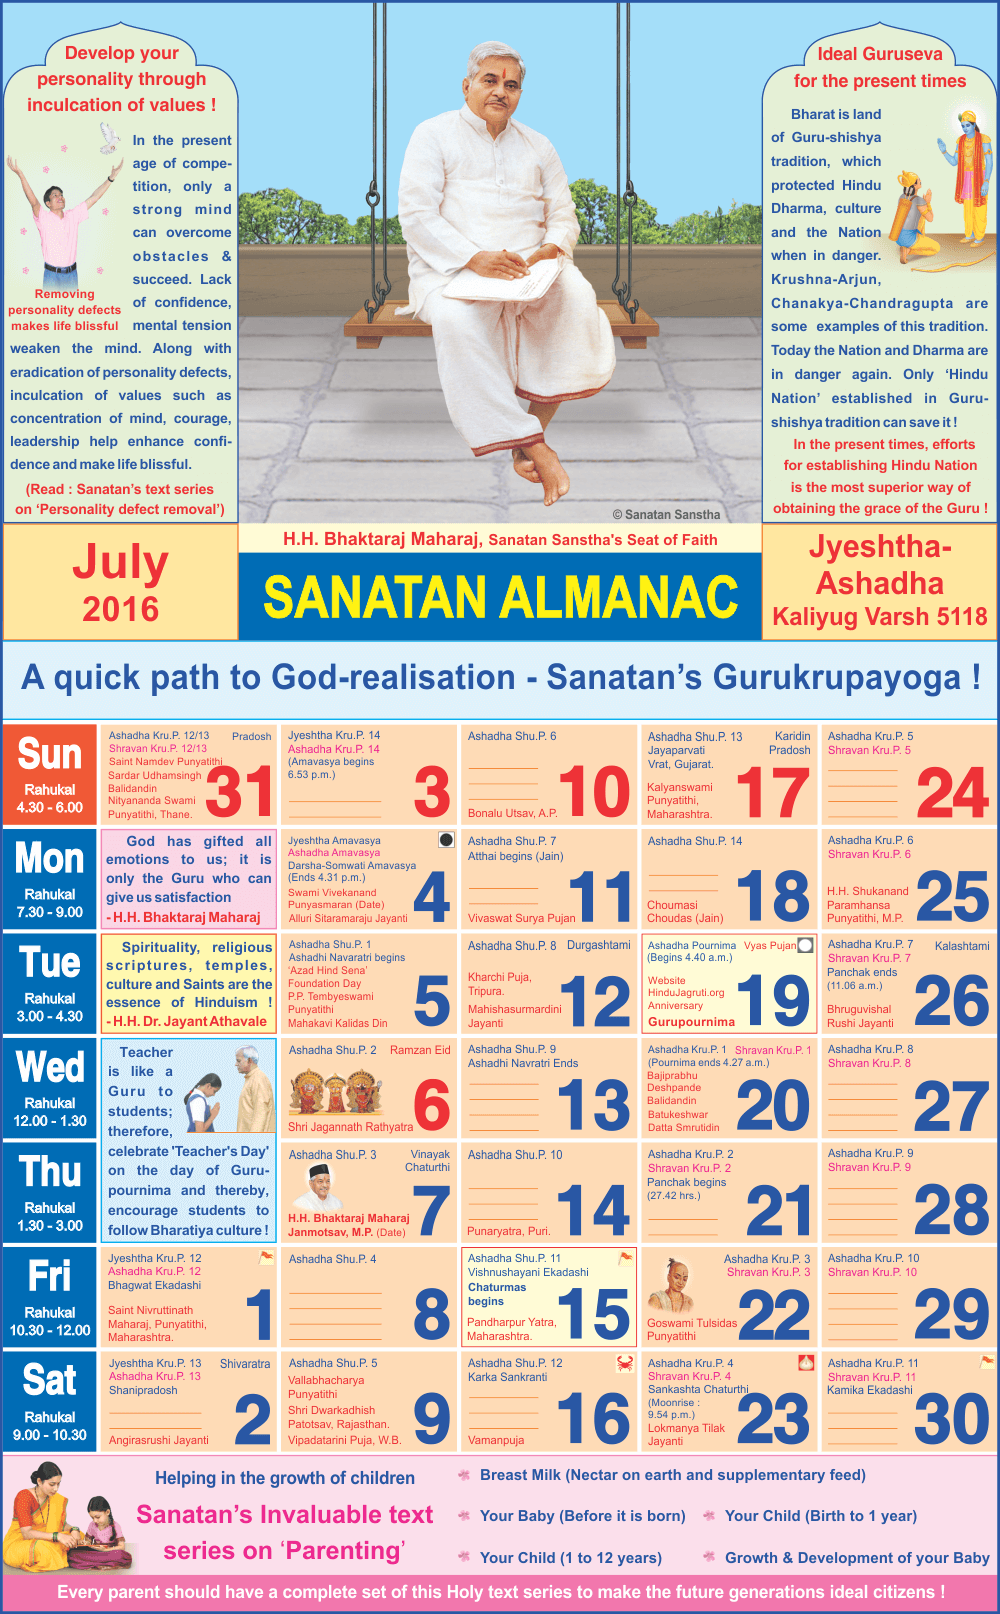 Develop your
personality through
inculcation of values !
In the present
age of compe-
tition, only a
strong mind
can overcome
obstacles &
succeed. Lack
of confidence,
mental tension
weaken the mind. Along with
eradication of personality defects,
inculcation of values such as
concentration of mind, courage,
leadership help enhance confi-
dence and make life blissful.
Removing
personality defects
makes life blissful
(Read : Sanatan's text series
on 'Personality defect removal')
© Sanatan Sanstha
Ideal Guruseva
for the present times
Bharat is land
of Guru-shishya
tradition, which
protected Hindu
Dharma, culture
and the Nation
when in danger.
Krushna-Arjun,
Chanakya-Chandragupta are
some examples of this tradition.
Today the Nation and Dharma are
in danger again. Only 'Hindu
Nation' established in Guru-
shishya tradition can save it !
In the present times, efforts
for establishing Hindu Nation
is the most superior way of
obtaining the grace of the Guru !
July
2016
H.H. Bhaktaraj Maharaj, Sanatan Sanstha's Seat of Faith
SANATAN ALMANAC
Jyeshtha-
Ashadha
Kaliyug Varsh 5118
A quick path to God-realisation - Sanatan's Gurukrupayoga !
Sun
Rahukal
4.30 - 6.00
Ashadha Kru.P. 12/13 Pradosh
Shravan Kru.P. 12/13
Saint Namdev Punyatithi
Sardar Udhamsingh
Balidandin
Nityananda Swami
Punyatithi, Thane.
31
Jyeshtha Kru.P. 14
Ashadha Kru.P. 14
(Amavasya begins
6.53 p.m.)
3
Ashadha Shu.P. 6
Bonalu Utsav, A.P.
10
Ashadha Shu.P. 13 Karidin
Jayaparvati Pradosh
Vrat, Gujarat.
Kalyanswami
Punyatithi,
Maharashtra.
17
Ashadha Kru.P. 5
Shravan Kru.P. 5
24
Mon
Rahukal
7.30 - 9.00
God has gifted all
emotions to us; it is
only the Guru who can
give us satisfaction
- H.H. Bhaktaraj Maharaj
Jyeshtha Amavasya
Ashadha Amavasya
Darsha-Somwati Amavasya
(Ends 4.31 p.m.)
Swami Vivekanand
Punyasmaran (Date)
Alluri Sitaramaraju Jayanti
4
Ashadha Shu.P. 7
Atthai begins (Jain)
Vivaswat Surya Pujan
11
Ashadha Shu.P. 14
Choumasi
Choudas (Jain)
18
Ashadha Kru.P. 6
Shravan Kru.P. 6
H.H. Shukanand
Paramhansa
Punyatithi, M.P.
25
Tue
Rahukal
3.00 - 4.30
Spirituality, religious
scriptures, temples,
culture and Saints are the
essence of Hinduism !
- H.H. Dr. Jayant Athavale
Ashadha Shu.P. 1
Ashadhi Navaratri begins
'Azad Hind Sena'
Foundation Day
P.P. Tembyeswami
Punyatithi
Mahakavi Kalidas Din
5
Ashadha Shu.P. 8 Durgashtami
Kharchi Puja,
Tripura.
Mahishasurmardini
Jayanti
12
Ashadha Pournima Vyas Pujan
(Begins 4.40 a.m.)
Website
HinduJagruti.org
Anniversary
Gurupournima
19
Ashadha Kru.P. 7 Kalashtami
Shravan Kru.P. 7
Panchak ends
(11.06 a.m.)
Bhruguvishal
Rushi Jayanti
26
Wed
Rahukal
12.00 - 1.30
Teacher
is like a
Guru to
students;
therefore,
celebrate 'Teacher's Day'
on the day of Guru-
pournima and thereby,
encourage students to
follow Bharatiya culture !
Ashadha Shu.P. 2 Ramzan Eid
Shri Jagannath Rathyatra
6
Ashadha Shu.P. 9
Ashadhi Navratri Ends
13
Ashadha Kru.P. 1 Shravan Kru.P. 1
(Pournima ends 4.27 a.m.)
Bajiprabhu
Deshpande
Balidandin
Batukeshwar
Datta Smrutidin
20
Ashadha Kru.P. 8
Shravan Kru.P. 8
27
Thu
Rahukal
1.30 - 3.00
Ashadha Shu.P. 3 Vinayak
Chaturthi
H.H. Bhaktaraj Maharaj
Janmotsav, M.P. (Date)
7
Ashadha Shu.P. 10
Punaryatra, Puri.
14
Ashadha Kru.P. 2
Shravan Kru.P. 2
Panchak begins
(27.42 hrs.)
21
Ashadha Kru.P. 9
Shravan Kru.P. 9
28
Fri
Rahukal
10.30 - 12.00
Jyeshtha Kru.P. 12
Ashadha Kru.P. 12
Bhagwat Ekadashi
Saint Nivruttinath
Maharaj, Punyatithi,
Maharashtra.
1
Ashadha Shu.P. 4
8
Ashadha Shu.P. 11
Vishnushayani Ekadashi
Chaturmas
begins
Pandharpur Yatra,
Maharashtra.
15
Ashadha Kru.P. 3
Shravan Kru.P. 3
Goswami Tulsidas
Punyatithi
22
Ashadha Kru.P. 10
Shravan Kru.P. 10
29
Sat
Rahukal
9.00 - 10.30
Jyeshtha Kru.P. 13 Shivaratra
Ashadha Kru.P. 13
Shanipradosh
Angirasrushi Jayanti
2
Ashadha Shu.P. 5
Vallabhacharya
Punyatithi
Shri Dwarkadhish
Patotsav, Rajasthan.
Vipadatarini Puja, W.B.
9
Ashadha Shu.P. 12
Karka Sankranti
Vamanpuja
16
Ashadha Kru.P. 4
Shravan Kru.P. 4
Sankashta Chaturthi
(Moonrise :
9.54 p.m.)
Lokmanya Tilak
Jayanti
23
Ashadha Kru.P. 11
Shravan Kru.P. 11
Kamika Ekadashi
30
Helping in the growth of children
Sanatan's Invaluable text
series on 'Parenting'
Breast Milk (Nectar on earth and supplementary feed)
Your Baby (Before it is born) Your Child (Birth to 1 year)
Your Child (1 to 12 years) Growth & Development of your Baby
Every parent should have a complete set of this Holy text series to make the future generations ideal citizens !